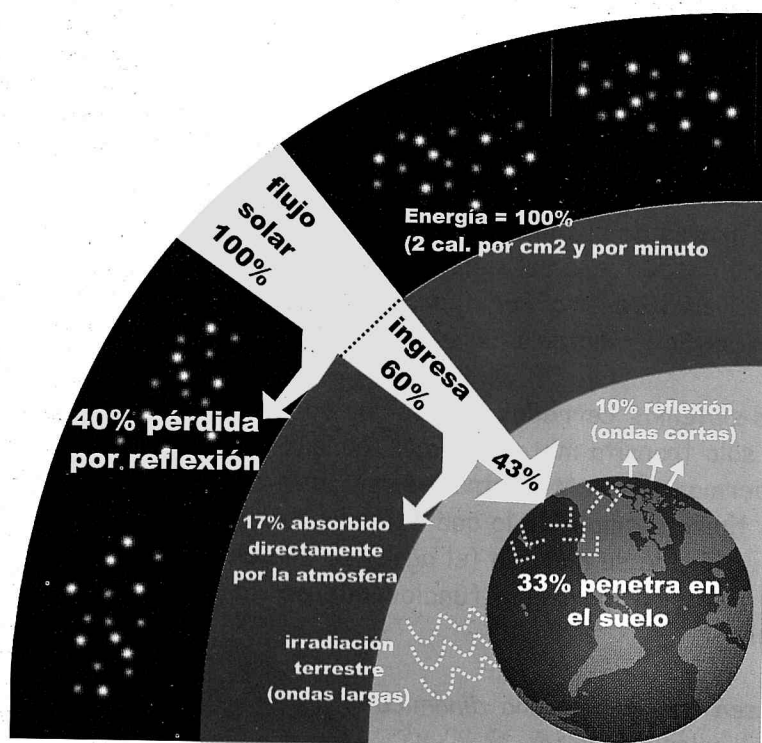 flujo
solar
100%
Energía = 100%
(2 cal. por cm2 y por minuto
ingresa
60%
40% pérdida
por reflexión
10% reflexión
(ondas cortas)
43%
17% absorbido
directamente
por la atmósfera
33% penetra en
el suelo
irradiación
terrestre
(ondas largas)